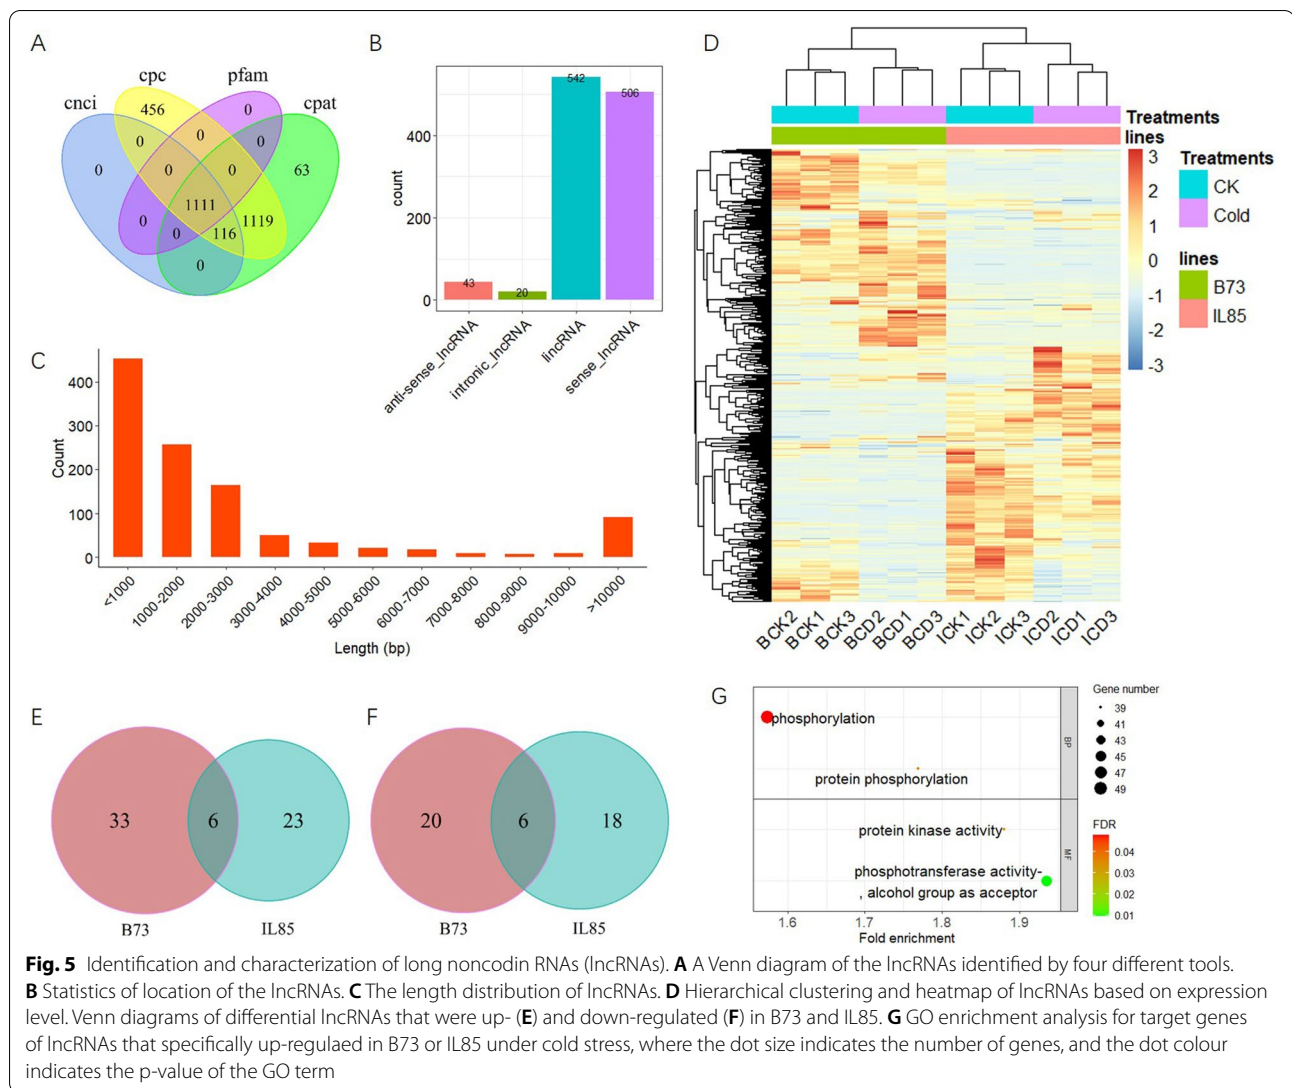 A
cnci
cpc
pfam
cpat
456
0
0
0
0
0
0
0
63
1111
0
0
116
1119
0
B
count
400
200
0
43
20
542
506
anti-sense_lncRNA
intronic_lncRNA
lincRNA
sense_lncRNA
C
Count
400
300
200
100
0
<1000
1000-2000
2000-3000
3000-4000
4000-5000
5000-6000
6000-7000
7000-8000
8000-9000
9000-10000
>10000
Length (bp)
D
Treatments
lines
3
2
1
0
-1
-2
-3
Treatments
CK
Cold
lines
B73
IL85
BCK2
BCK1
BCK3
BCD2
BCD1
BCD3
ICK1
ICK2
ICK3
ICD2
ICD1
ICD3
E
33
6
23
B73
IL85
F
20
6
18
B73
IL85
G
phosphorylation
protein phosphorylation
protein kinase activity
phosphotransferase activity-
, alcohol group as acceptor
BP
MF
1.6
1.7
1.8
1.9
Fold enrichment
Gene number
39
41
43
45
47
49
FDR
0.04
0.03
0.02
0.01
Fig. 5 Identification and characterization of long noncodin RNAs (lncRNAs). A A Venn diagram of the lncRNAs identified by four different tools.
B Statistics of location of the lncRNAs. C The length distribution of lncRNAs. D Hierarchical clustering and heatmap of lncRNAs based on expression
level. Venn diagrams of differential lncRNAs that were up- (E) and down-regulated (F) in B73 and IL85. G GO enrichment analysis for target genes
of lncRNAs that specifically up-regulaed in B73 or IL85 under cold stress, where the dot size indicates the number of genes, and the dot colour
indicates the p-value of the GO term